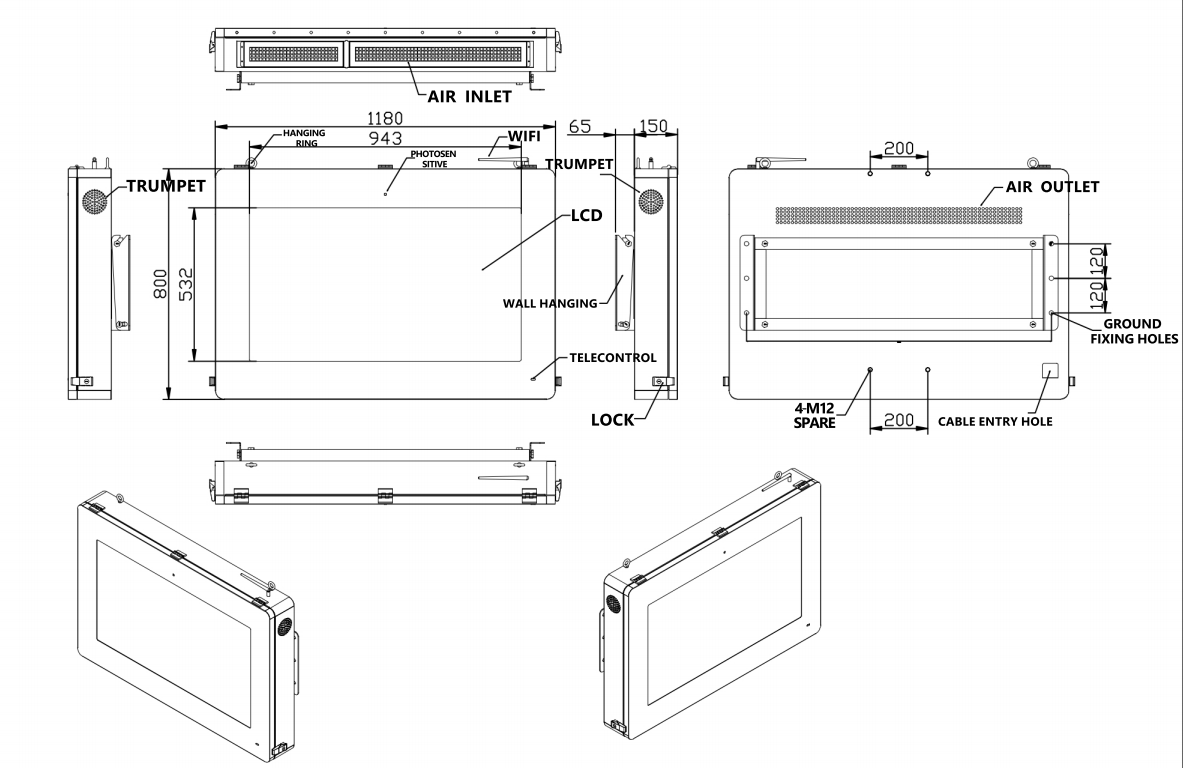 AIR INLET
1180
943
HANGING
RING
PHOTOSEN
SITIVE
WIFI
65
150
TRUMPET
TRUMPET
LCD
800
532
WALL HANGING
TELECONTROL
LOCK
200
AIR OUTLET
120
120
GROUND
FIXING HOLES
4-M12
SPARE
200
CABLE ENTRY HOLE